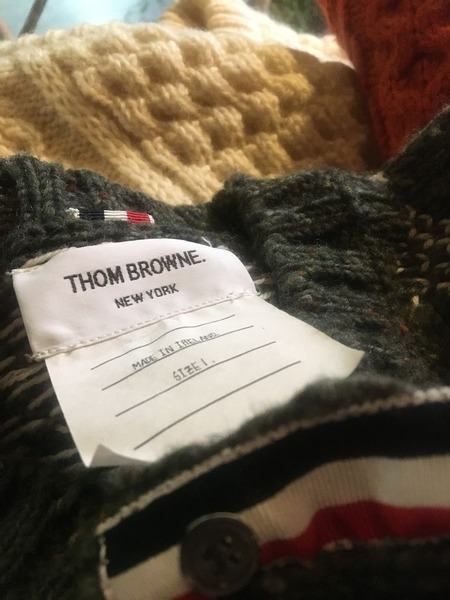 THOM BROWNE.
NEW YORK
MADE IN IRELAND
SIZE 1.